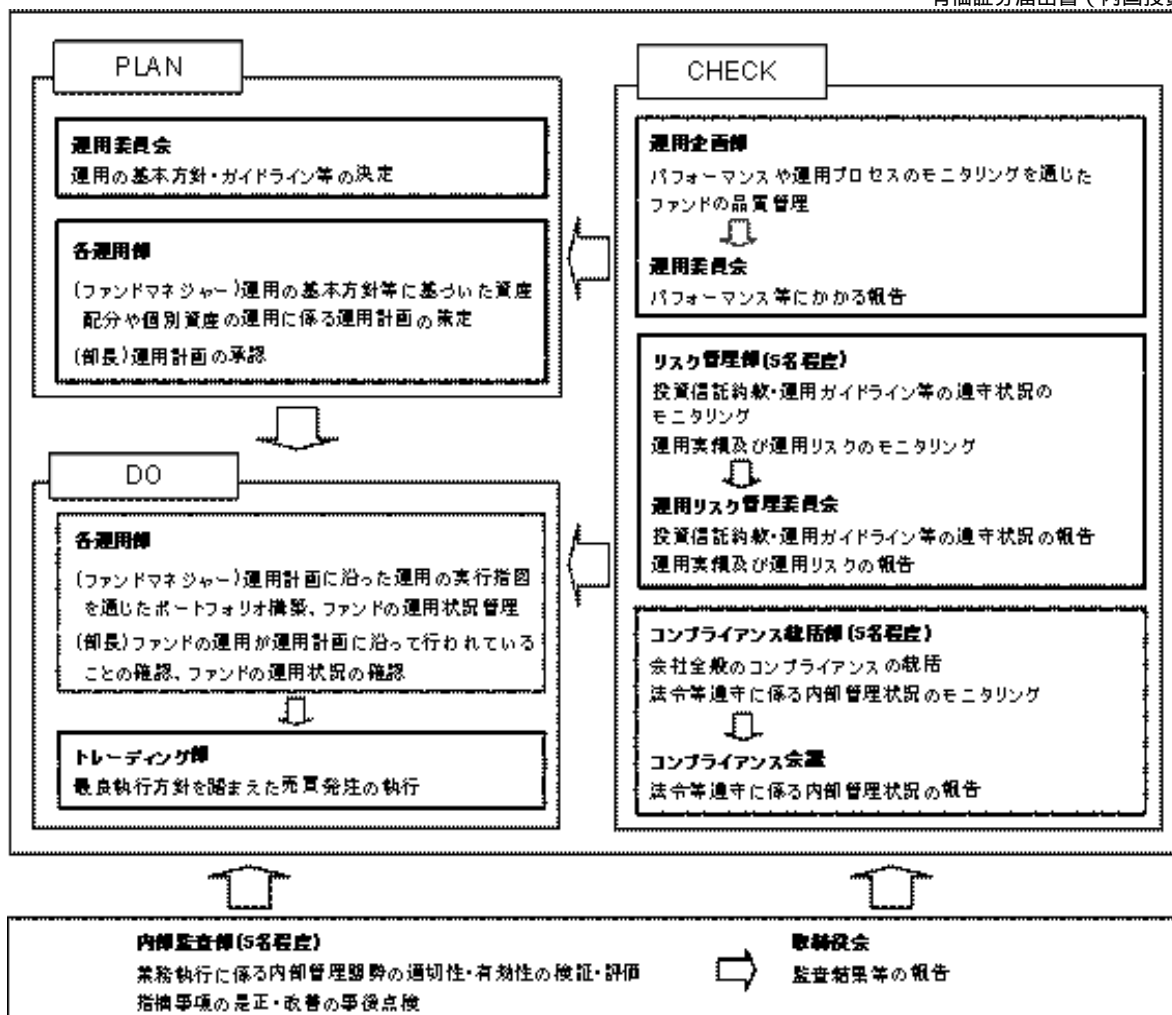 有価証券届出書（内国投資
PLAN
運用委員会
運用の基本方針・ガイドライン等の決定
各運用部
(ファンドマネジャー)運用の基本方針等に基づいた資産
配分や個別資産の運用に係る運用計画の策定
(部長)運用計画の承認
DO
各運用部
(ファンドマネジャー)運用計画に沿った運用の実行指図
を通じたポートフォリオ構築、ファンドの運用状況管理
(部長)ファンドの運用が運用計画に沿って行われている
ことの確認、ファンドの運用状況の確認
トレーディング部
最良執行方針を踏まえた売買発注の執行
CHECK
運用企画部
パフォーマンスや運用プロセスのモニタリングを通じた
ファンドの品質管理
運用委員会
パフォーマンス等にかかる報告
リスク管理部(5名程度)
投資信託約款・運用ガイドライン等の遵守状況の
モニタリング
運用実績及び運用リスクのモニタリング
運用リスク管理委員会
投資信託約款・運用ガイドライン等の遵守状況の報告
運用実績及び運用リスクの報告
コンプライアンス統括部(5名程度)
会社全般のコンプライアンスの統括
法令等遵守に係る内部管理状況のモニタリング
コンプライアンス会議
法令等遵守に係る内部管理状況の報告
内部監査部(5名程度)
業務執行に係る内部管理態勢の適切性・有効性の検証・評価
指摘事項の是正・改善の事後点検
取締役会
監査結果等の報告